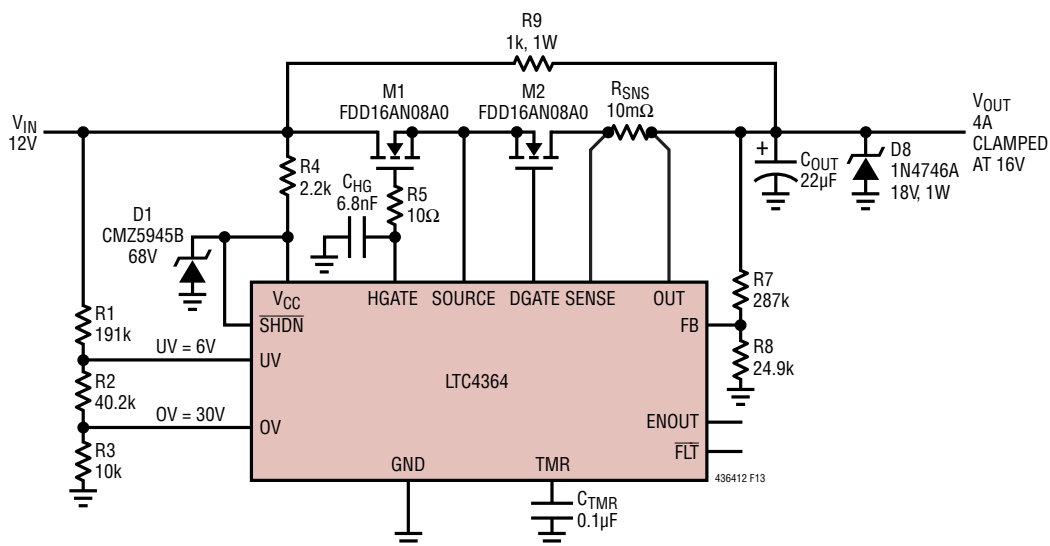 R9
1k, 1W
M1
FDD16AN08A0
M2
FDD16AN08A0
RSNS
10mΩ
VIN
12V
VOUT
4A
CLAMPED
AT 16V
R4
2.2k
CHG
6.8nF
R5
10Ω
+
COUT
22µF
D8
1N4746A
18V, 1W
D1
CMZ5945B
68V
VCC
HGATE
SOURCE
DGATE
SENSE
OUT
SHDN
FB
R7
287k
R8
24.9k
R1
191k
UV = 6V
UV
LTC4364
R2
40.2k
OV = 30V
OV
ENOUT
FLT
R3
10k
GND
TMR
436412 F13
CTMR
0.1µF